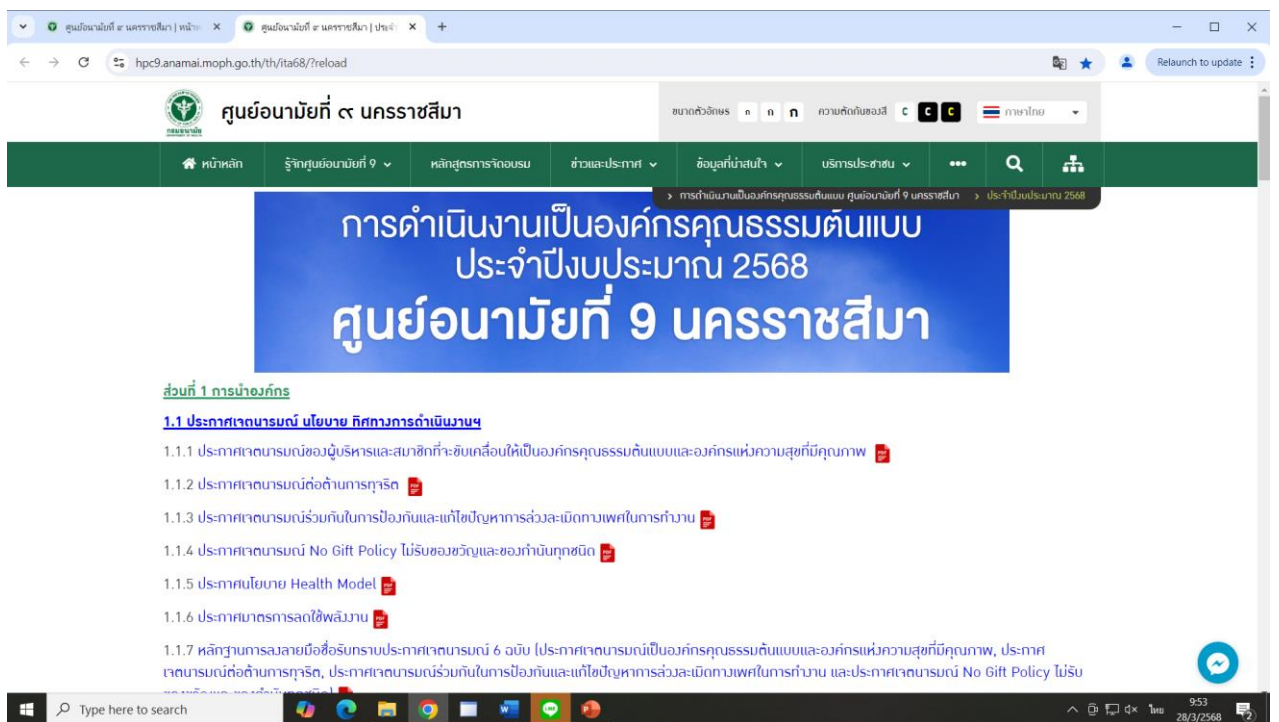 ศูนย์อนามัยที่ ๙ นครราชสีมา | หน้าห
ศูนย์อนามัยที่ ๙ นครราชสีมา | ประจำ
hpc9.anamai.moph.go.th/th/ita68/?reload
Relaunch to update
ศูนย์อนามัยที่ ๙ นครราชสีมา
กรมอนามัย
ขนาดตัวอักษร ก ก ก ความตัดกันของสี C C C ภาษาไทย
หน้าหลัก รู้จักศูนย์อนามัยที่ 9 หลักสูตรการจัดอบรม ข่าวและประกาศ ข้อมูลที่น่าสนใจ บริการประชาชน
> การดำเนินงานเป็นองค์กรคุณธรรมต้นแบบ ศูนย์อนามัยที่ 9 นครราชสีมา > ประจำปีงบประมาณ 2568
การดำเนินงานเป็นองค์กรคุณธรรมต้นแบบ
ประจำปีงบประมาณ 2568
ศูนย์อนามัยที่ 9 นครราชสีมา
ส่วนที่ 1 การนำองค์กร
1.1 ประกาศเจตนารมณ์ นโยบาย ทิศทางการดำเนินงานฯ
1.1.1 ประกาศเจตนารมณ์ของผู้บริหารและสมาชิกที่จะขับเคลื่อนให้เป็นองค์กรคุณธรรมต้นแบบและองค์กรแห่งความสุขที่มีคุณภาพ PDF
1.1.2 ประกาศเจตนารมณ์ต่อต้านการทุจริต PDF
1.1.3 ประกาศเจตนารมณ์ร่วมกันในการป้องกันและแก้ไขปัญหาการล่วงละเมิดทางเพศในการทำงาน PDF
1.1.4 ประกาศเจตนารมณ์ No Gift Policy ไม่รับของขวัญและของกำนันทุกชนิด PDF
1.1.5 ประกาศนโยบาย Health Model PDF
1.1.6 ประกาศมาตรการลดใช้พลังงาน PDF
1.1.7 หลักฐานการลงลายมือชื่อรับทราบประกาศเจตนารมณ์ 6 ฉบับ (ประกาศเจตนารมณ์เป็นองค์กรคุณธรรมต้นแบบและองค์กรแห่งความสุขที่มีคุณภาพ, ประกาศ
เจตนารมณ์ต่อต้านการทุจริต, ประกาศเจตนารมณ์ร่วมกันในการป้องกันและแก้ไขปัญหาการล่วงละเมิดทางเพศในการทำงาน และประกาศเจตนารมณ์ No Gift Policy ไม่รับ
Type here to search
ไทย
9:53
28/3/2568
2